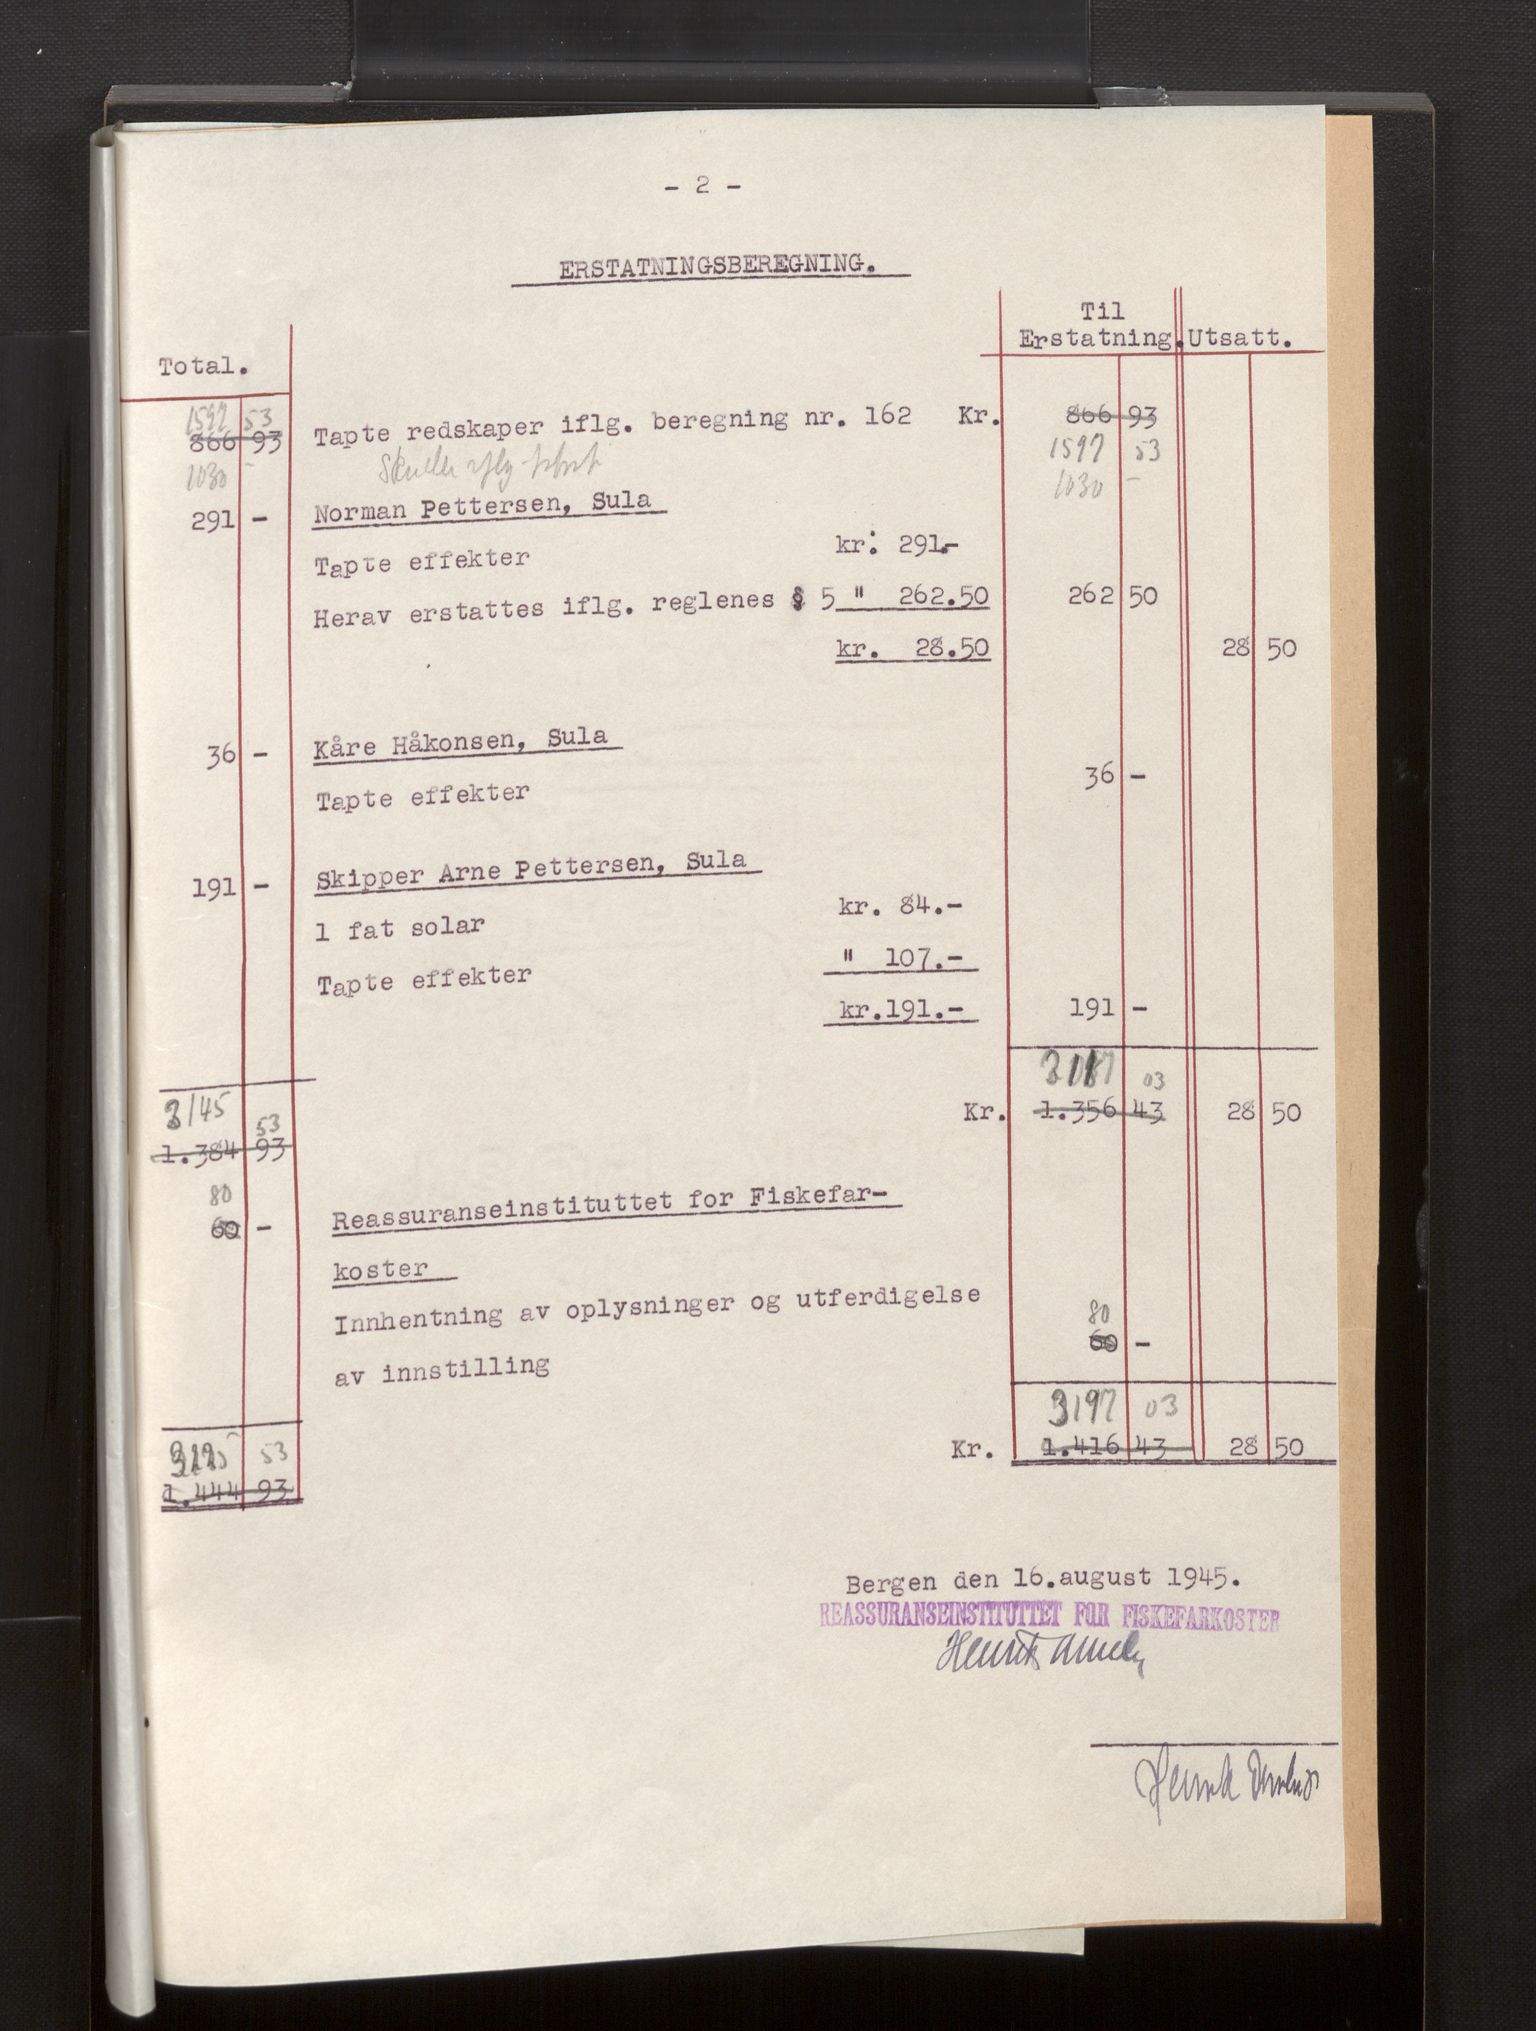 - 2 -
ERSTATNINGSBEREGNING.
Til
Total. Erstatning. Utsatt.
1597 53
866 93 Tapte redskaper iflg. beregning nr. 162 Kr. 866 93
1597 53
1030 - 1030 -
291 - Norman Pettersen, Sula
Tapte effekter kr. 291.-
Herav erstattes iflg. reglenes § 5 " 262.50 262 50
kr. 28.50 28 50
36 - Kåre Håkonsen, Sula
Tapte effekter 36 -
191 - Skipper Arne Pettersen, Sula
1 fat solar kr. 84.-
Tapte effekter " 107.-
kr.191.- 191 -
3117 03
3145 53 Kr. 1.356 43 28 50
1.384 93
80
60 - Reassuranseinstituttet for Fiskefar-
koster
Innhentning av oplysninger og utferdigelse
80
av innstilling 60 -
3197 03
Kr. 1.416 43 28 50
3225 53
1.444 93
Bergen den 16.august 1945.
REASSURANSEINSTITUTTET FOR FISKEFARKOSTER
Henrik
Henrik